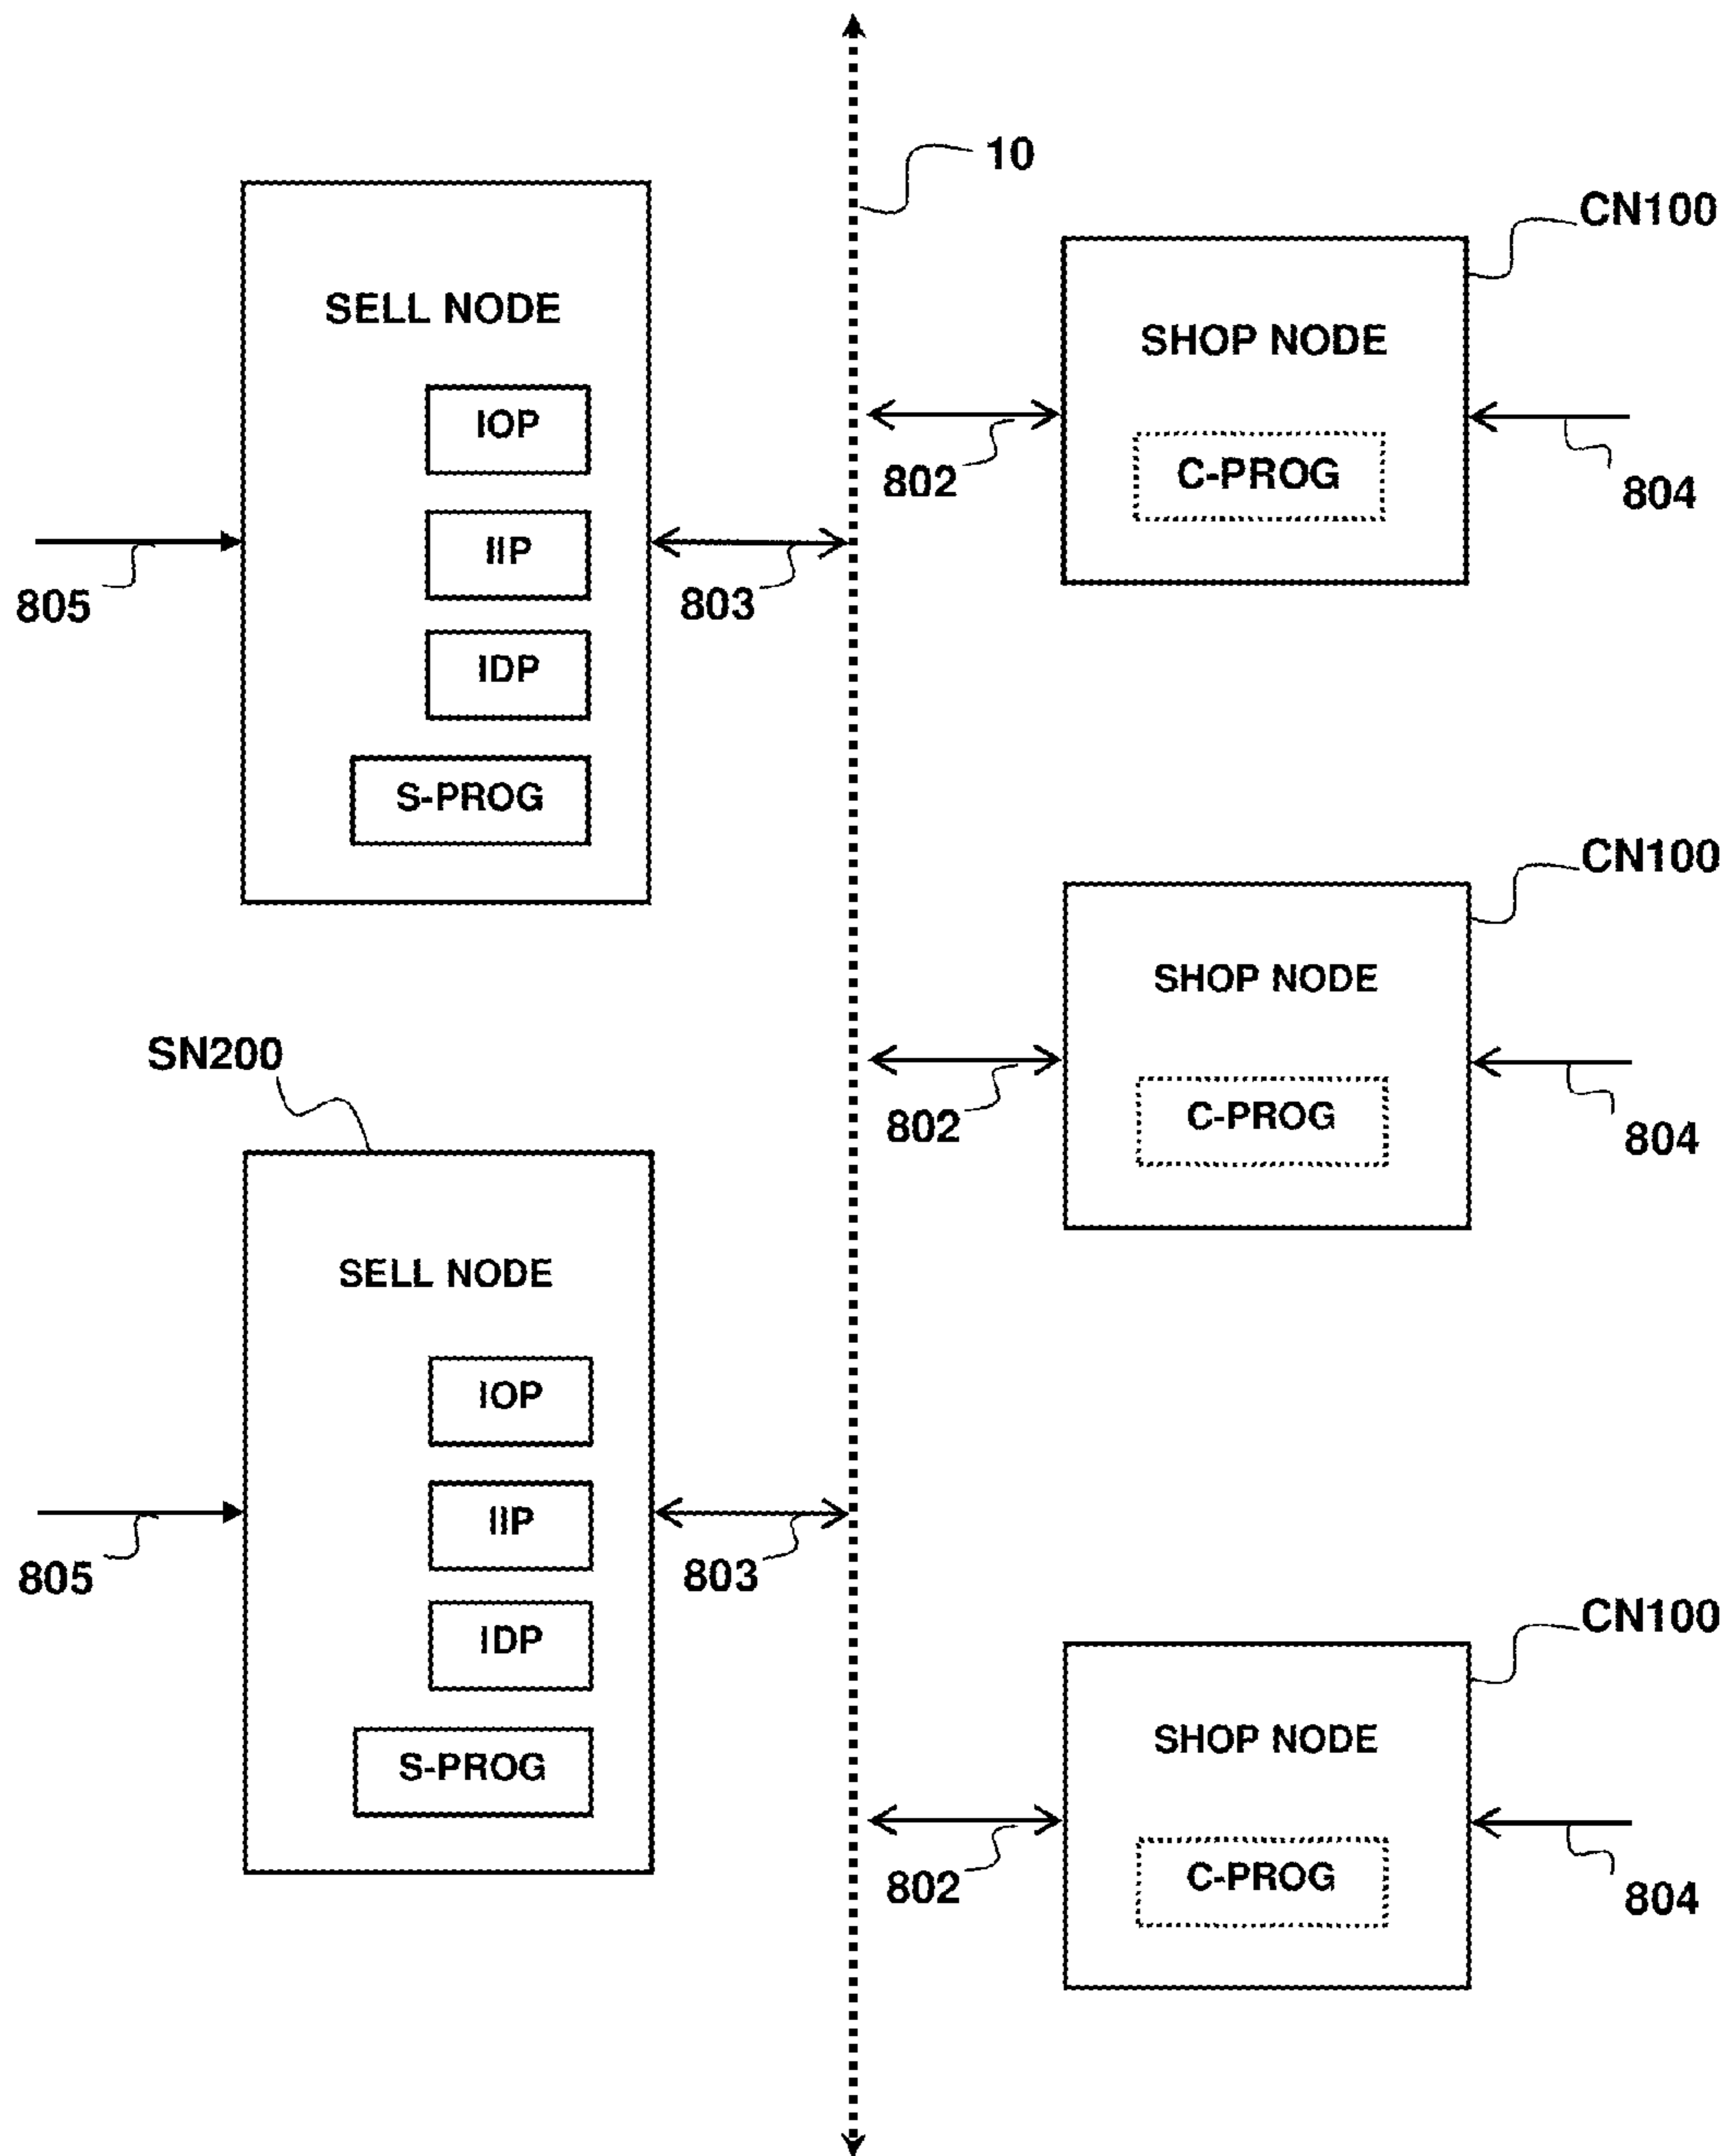 10
CN100
SELL NODE
SHOP NODE
IOP
C-PROG
802
804
IIP
805
803
IDP
S-PROG
CN100
SHOP NODE
SN200
C-PROG
802
804
SELL NODE
IOP
IIP
805
803
CN100
IDP
SHOP NODE
S-PROG
C-PROG
802
804